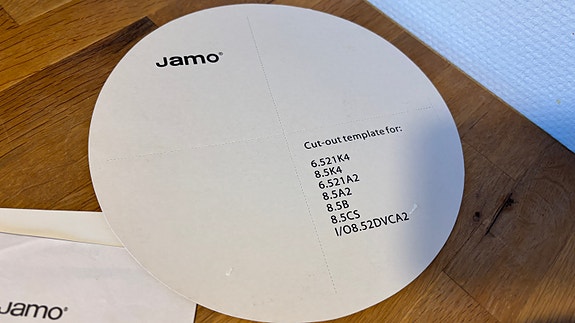 Jamo®
Cut-out template for:
6.521K4
8.5K4
6.521A2
8.5A2
8.5B
8.5CS
I/O8.52DVCA2
Jamo®